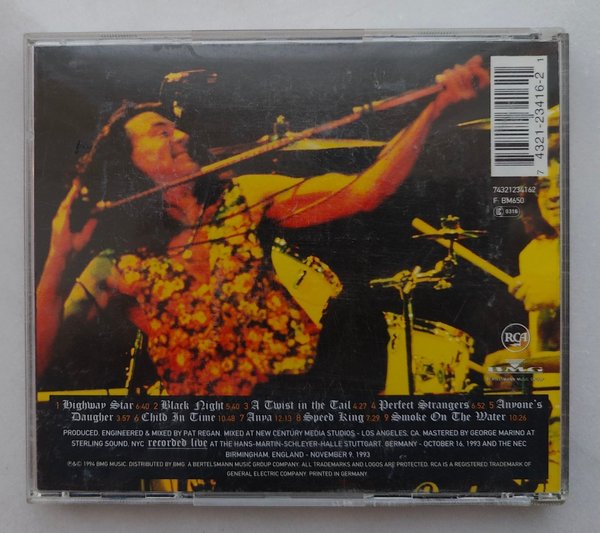 7 4321-23416-2 1
74321234162
F BM650
LC 0316
RCA
BMG
BERTELSMANN MUSIC GROUP
1 Highway Star 6:40 2 Black Night 5:40 3 A Twist in the Tail 4:27 4 Perfect Strangers 6:52 5 Anyone's
Daugher 3:57 6 Child In Time 10:48 7 Anya 12:13 8 Speed King 7:29 9 Smoke On The Water 10:26
PRODUCED, ENGINEERED & MIXED BY PAT REGAN. MIXED AT NEW CENTURY MEDIA STUDIOS - LOS ANGELES, CA. MASTERED BY GEORGE MARINO AT
STERLING SOUND, NYC. recorded live AT THE HANS-MARTIN-SCHLEYER-HALLE STUTTGART, GERMANY - OCTOBER 16, 1993 AND THE NEC
BIRMINGHAM, ENGLAND - NOVEMBER 9, 1993
℗&© 1994 BMG MUSIC. DISTRIBUTED BY BMG. A BERTELSMANN MUSIC GROUP COMPANY. ALL TRADEMARKS AND LOGOS ARE PROTECTED. RCA IS A REGISTERED TRADEMARK OF
GENERAL ELECTRIC COMPANY. PRINTED IN GERMANY.